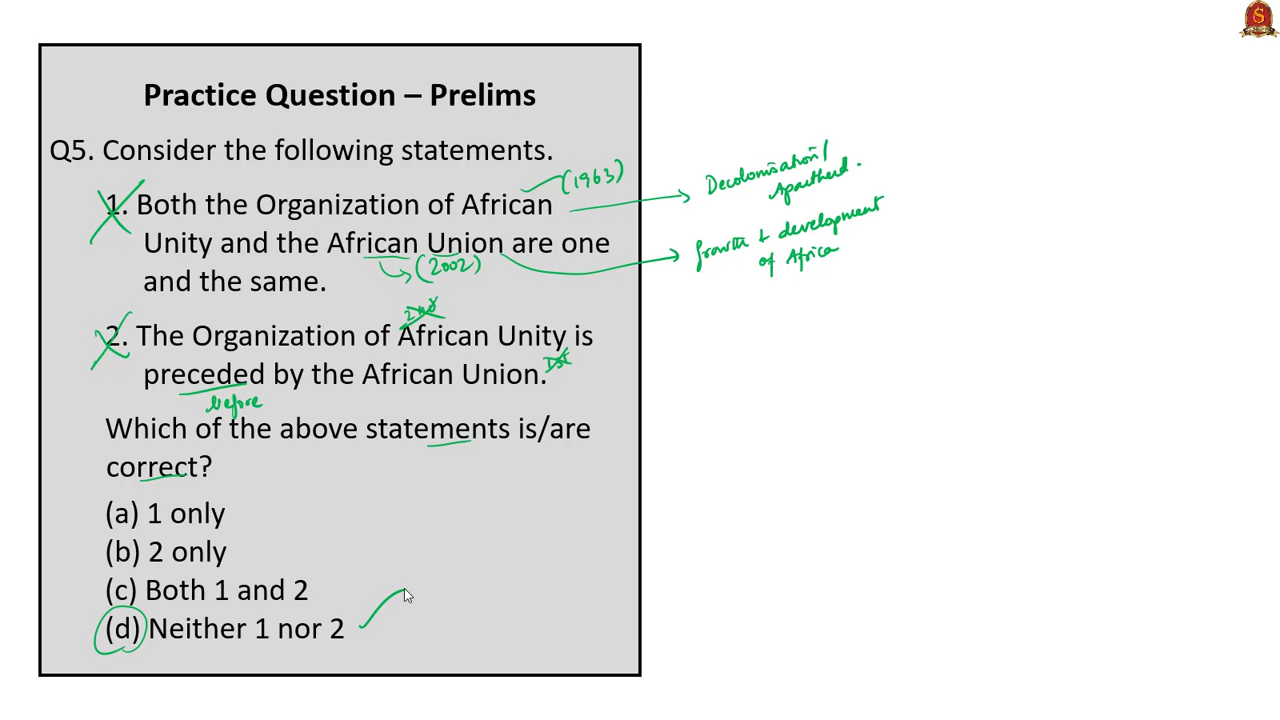 Practice Question – Prelims
Q5. Consider the following statements.
(1963)
1. Both the Organization of African
Unity and the African Union are one
and the same.
(2002)
Decolonisation/
Apartheid.
Growth + development
of Africa
2nd
2. The Organization of African Unity is
preceded by the African Union.
1st
before
Which of the above statements is/are
correct?
(a) 1 only
(b) 2 only
(c) Both 1 and 2
(d) Neither 1 nor 2
S